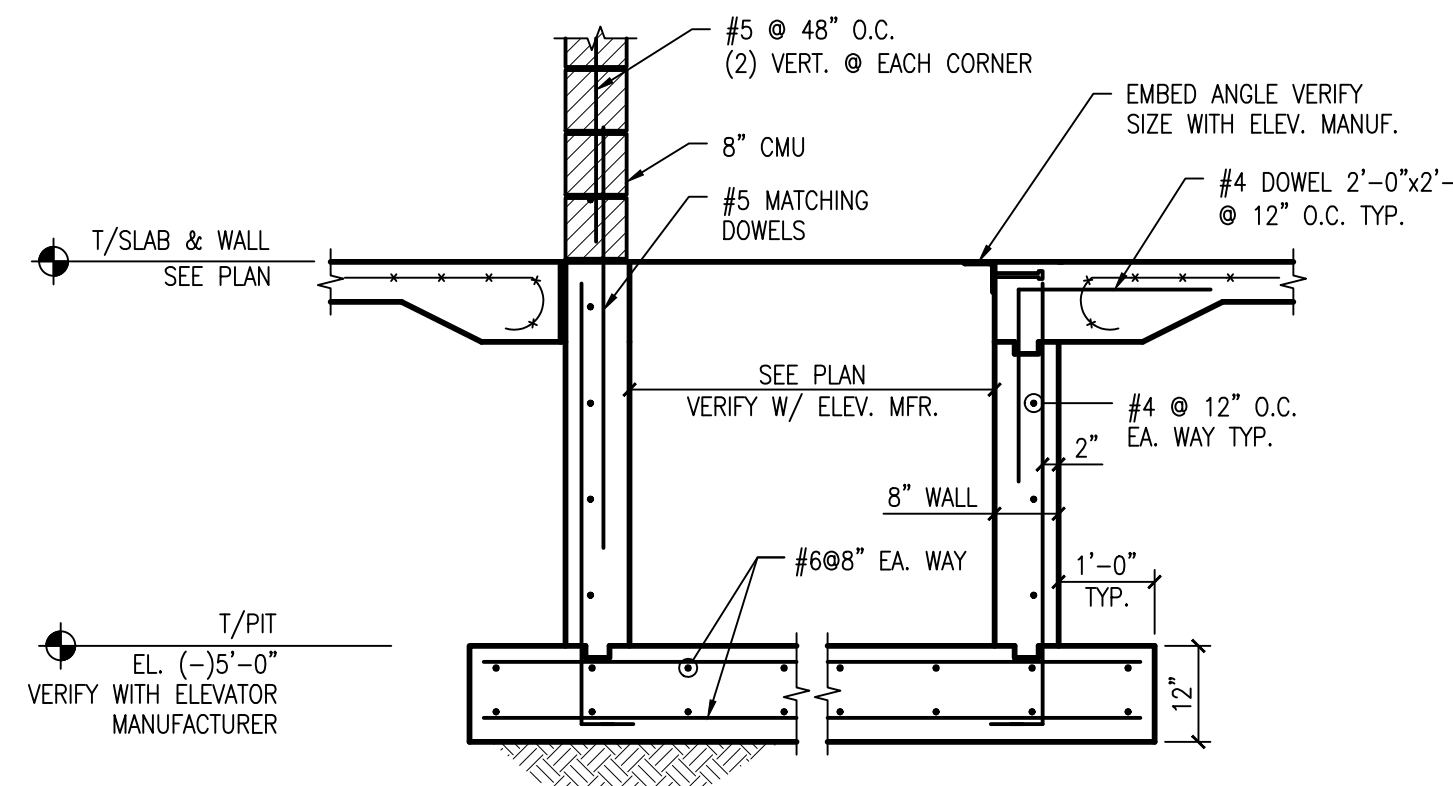 #5 @ 48" O.C.
(2) VERT. @ EACH CORNER
EMBED ANGLE VERIFY
SIZE WITH ELEV. MANUF.
8" CMU
#4 DOWEL 2'-0"x2'-
@ 12" O.C. TYP.
#5 MATCHING
DOWELS
T/SLAB & WALL
SEE PLAN
SEE PLAN
VERIFY W/ ELEV. MFR.
#4 @ 12" O.C.
EA. WAY TYP.
2"
8" WALL
#6@8" EA. WAY
1'-0"
TYP.
T/PIT
EL. (-)5'-0"
VERIFY WITH ELEVATOR
MANUFACTURER
12"